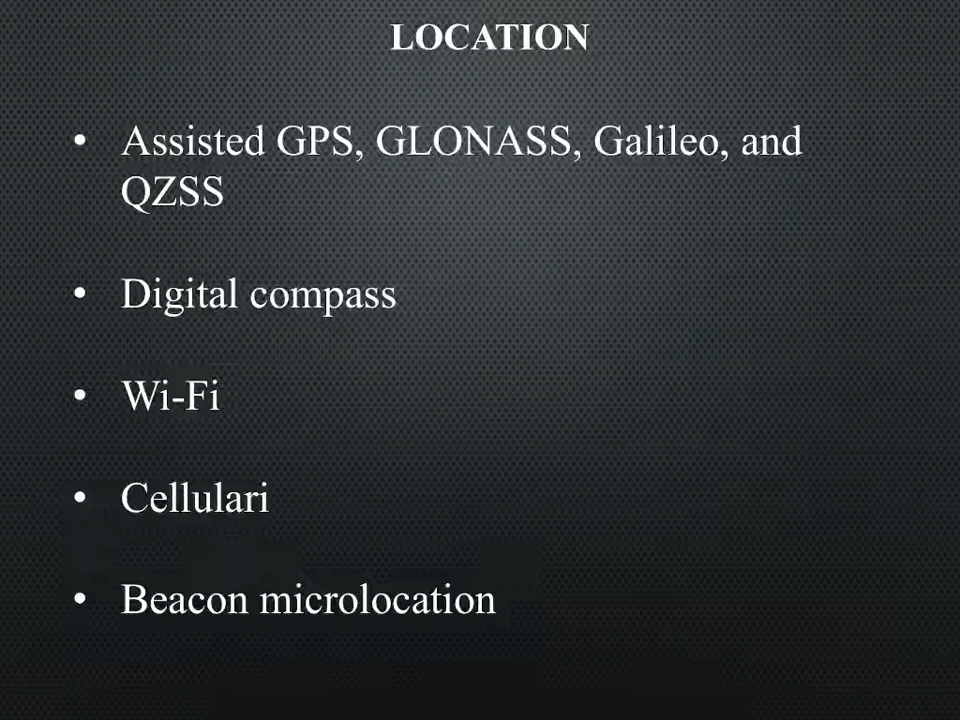 LOCATION
• Assisted GPS, GLONASS, Galileo, and
QZSS
• Digital compass
• Wi-Fi
• Cellulari
• Beacon microlocation